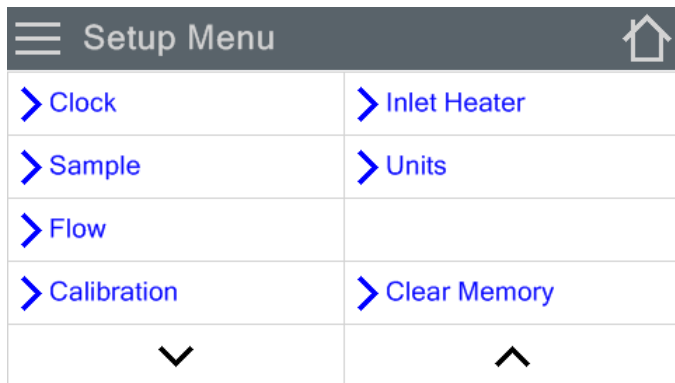 Setup Menu
Clock
Inlet Heater
Sample
Units
Flow
Calibration
Clear Memory